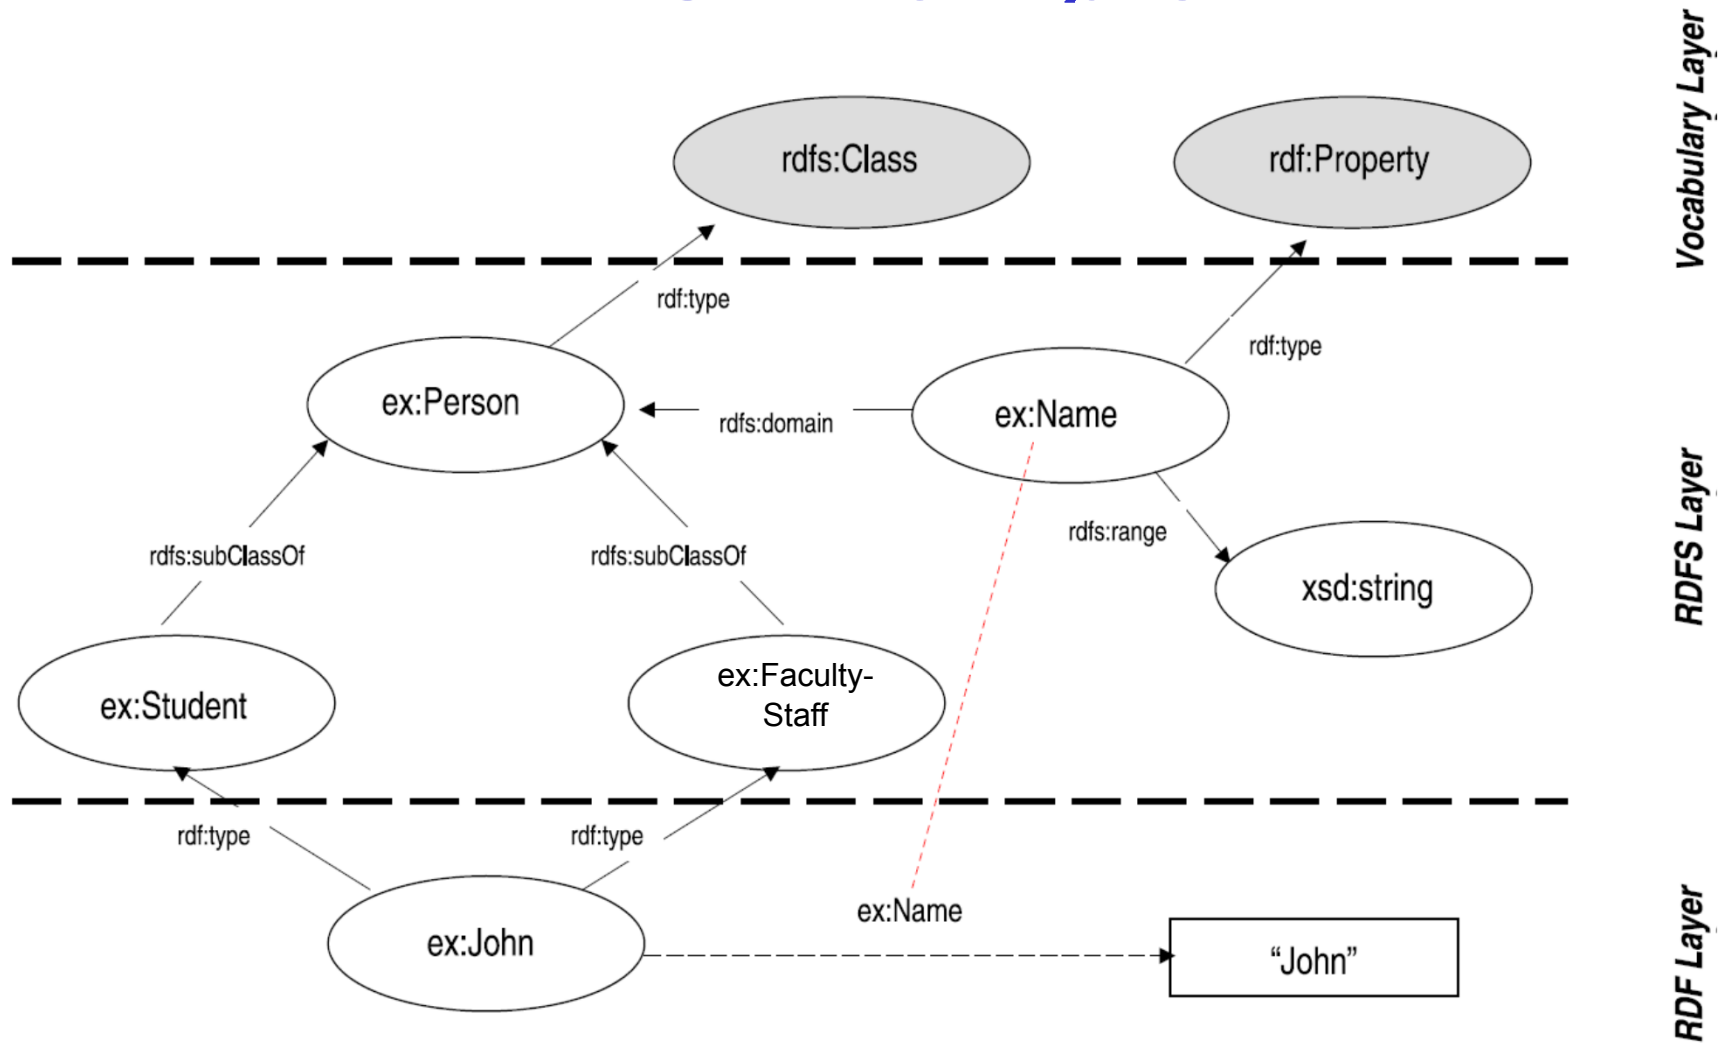 rdfs:Class
rdf:Property
Vocabulary Layer
rdf:type
rdf:type
ex:Person
rdfs:domain
ex:Name
rdfs:subClassOf
rdfs:subClassOf
rdfs:range
xsd:string
RDFS Layer
ex:Student
ex:Faculty-
Staff
rdf:type
rdf:type
ex:Name
ex:John
“John”
RDF Layer